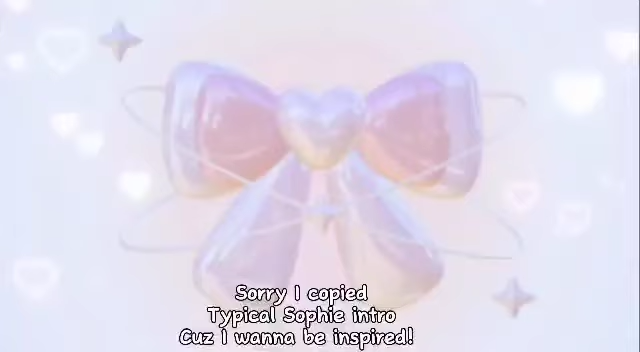 Sorry I copied
Typical Sophie intro
Cuz I wanna be inspired!